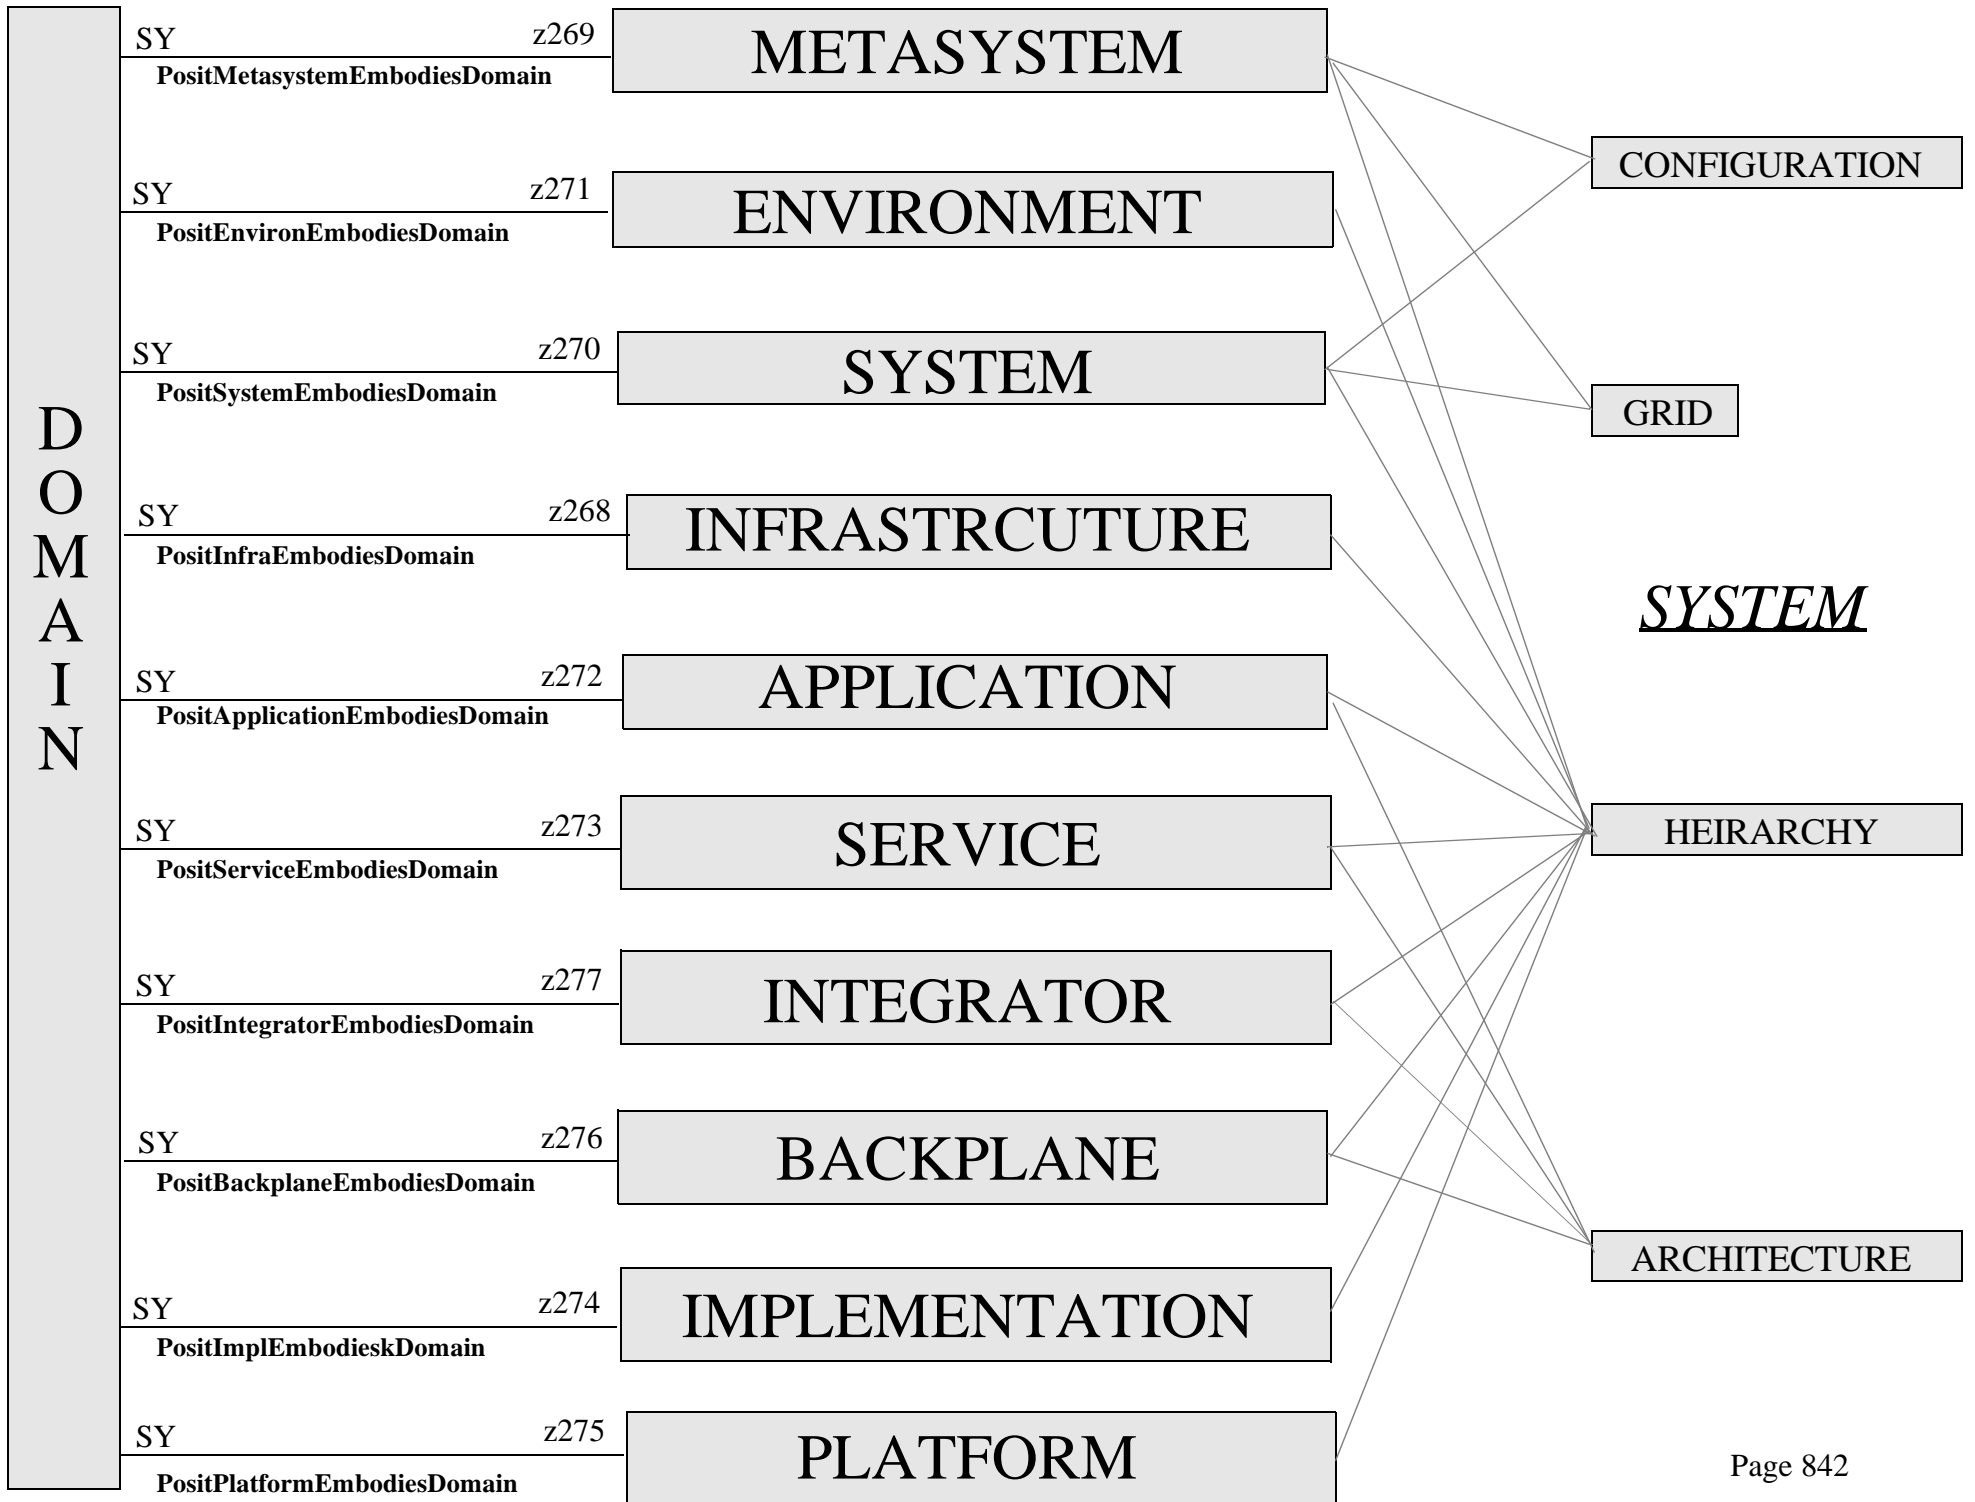 DOMAIN
SY z269 METASYSTEM
PositMetasystemEmbodiesDomain
CONFIGURATION
SY z271 ENVIRONMENT
PositEnvironEmbodiesDomain
SY z270 SYSTEM
PositSystemEmbodiesDomain
GRID
SY z268 INFRASTRCUTURE
PositInfraEmbodiesDomain
SYSTEM
SY z272 APPLICATION
PositApplicationEmbodiesDomain
SY z273 SERVICE
PositServiceEmbodiesDomain
HEIRARCHY
SY z277 INTEGRATOR
PositIntegratorEmbodiesDomain
SY z276 BACKPLANE
PositBackplaneEmbodiesDomain
ARCHITECTURE
SY z274 IMPLEMENTATION
PositImplEmbodieskDomain
SY z275 PLATFORM
PositPlatformEmbodiesDomain
Page 842